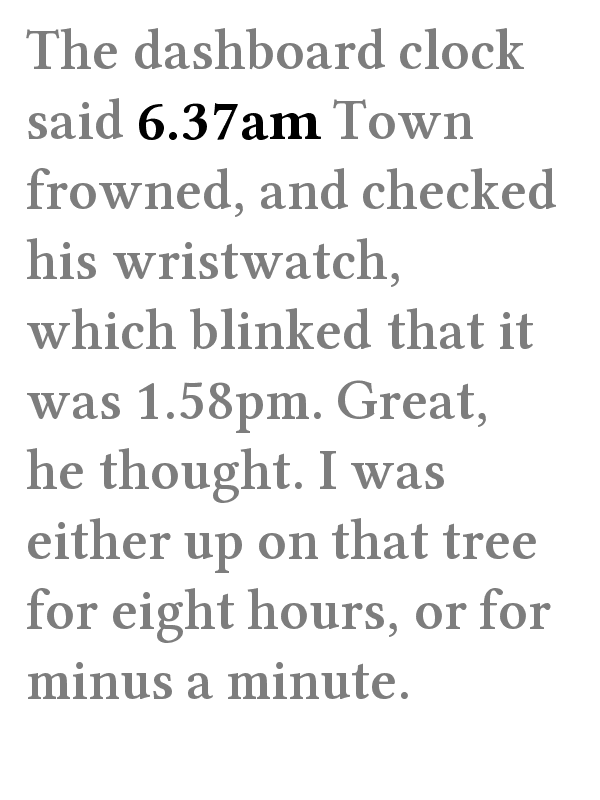 The dashboard clock
said 6.37am Town
frowned, and checked
his wristwatch,
which blinked that it
was 1.58pm. Great,
he thought. I was
either up on that tree
for eight hours, or for
minus a minute.